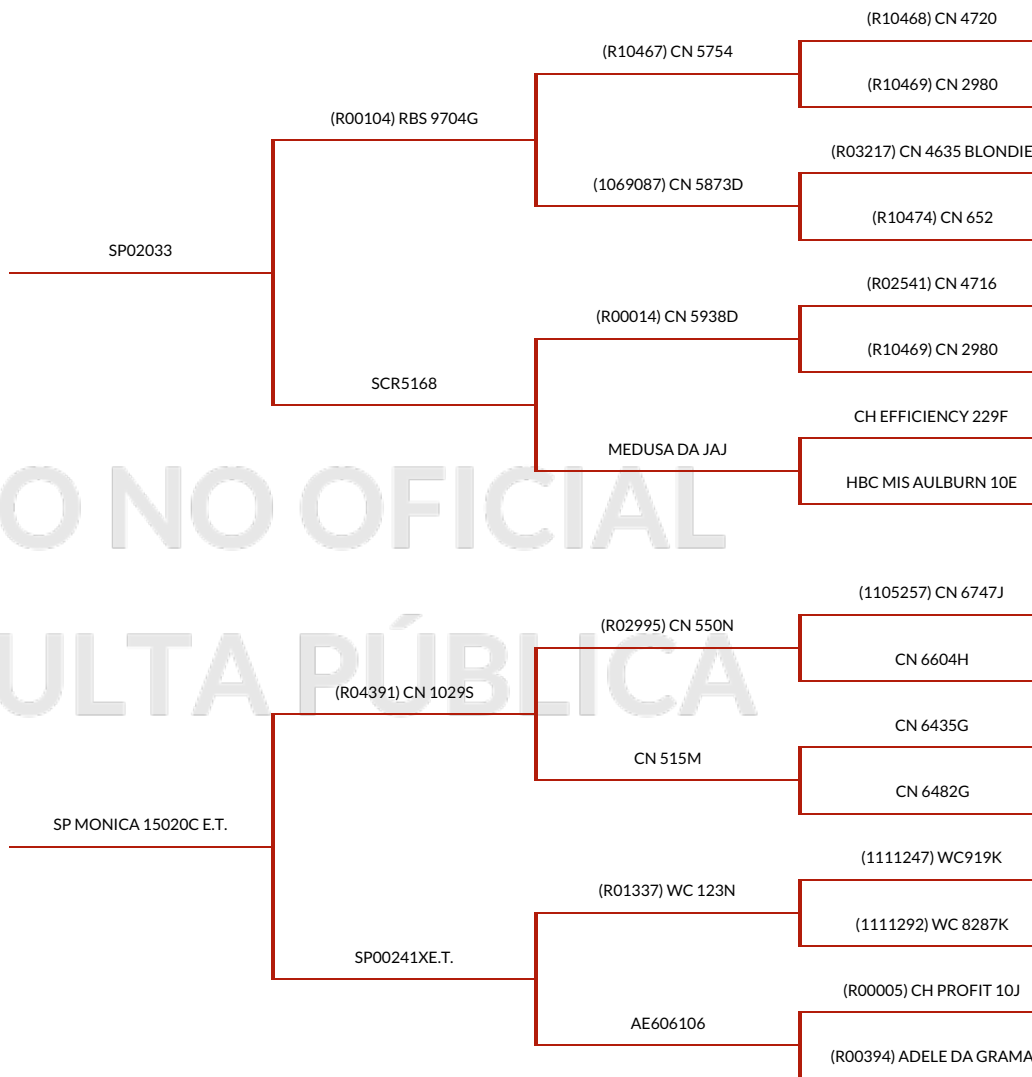 (R10468) CN 4720
(R10467) CN 5754
(R10469) CN 2980
(R00104) RBS 9704G
(R03217) CN 4635 BLONDIE
(1069087) CN 5873D
(R10474) CN 652
SP02033
(R02541) CN 4716
(R00014) CN 5938D
(R10469) CN 2980
SCR5168
CH EFFICIENCY 229F
MEDUSA DA JAJ
HBC MIS AULBURN 10E
O NO OFICIAL
(1105257) CN 6747J
(R02995) CN 550N
CN 6604H
ULTA PÚBLICA
(R04391) CN 1029S
CN 6435G
CN 515M
CN 6482G
SP MONICA 15020C E.T.
(1111247) WC919K
(R01337) WC 123N
(1111292) WC 8287K
SP00241XE.T.
(R00005) CH PROFIT 10J
AE606106
(R00394) ADELE DA GRAMA